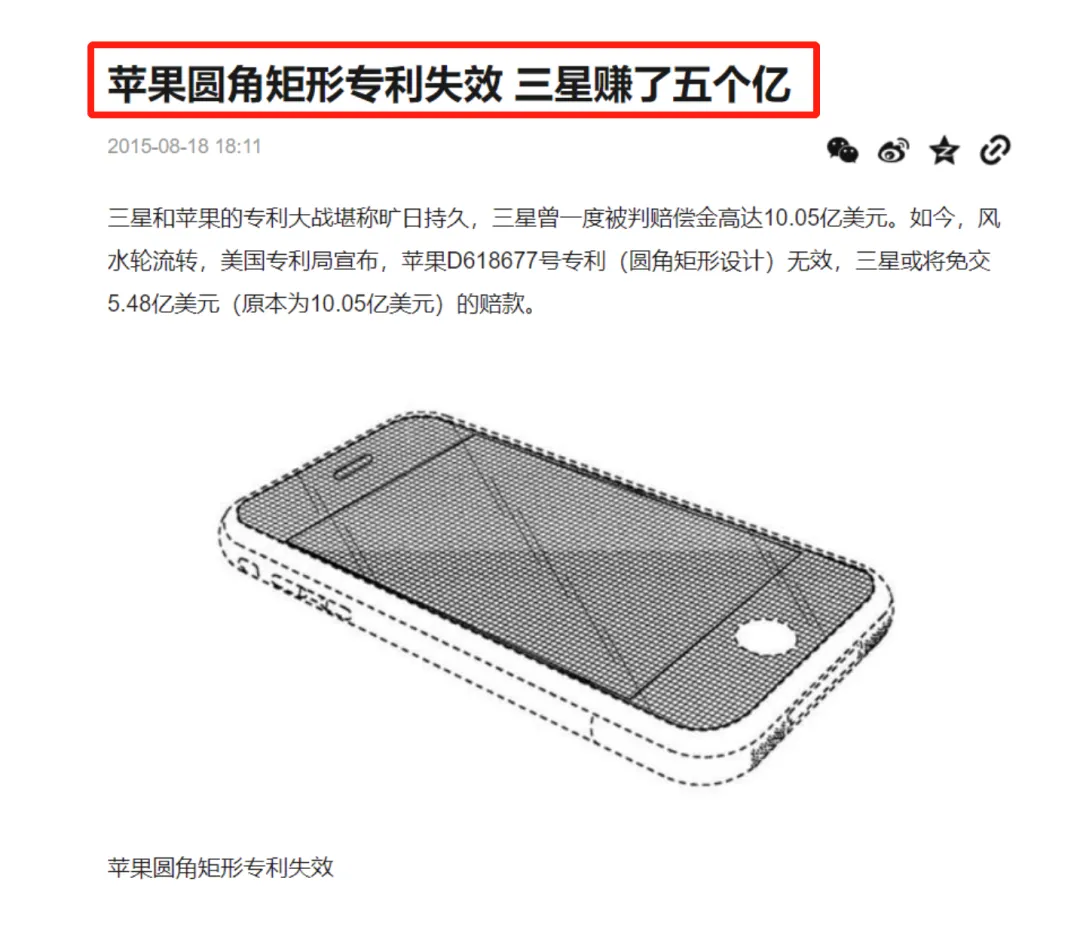 苹果圆角矩形专利失效 三星赚了五个亿
2015-08-18 18:11
三星和苹果的专利大战堪称旷日持久，三星曾一度被判赔偿金高达10.05亿美元。如今，风
水轮流转，美国专利局宣布，苹果D618677号专利（圆角矩形设计）无效，三星或将免交
5.48亿美元（原本为10.05亿美元）的赔款。
苹果圆角矩形专利失效